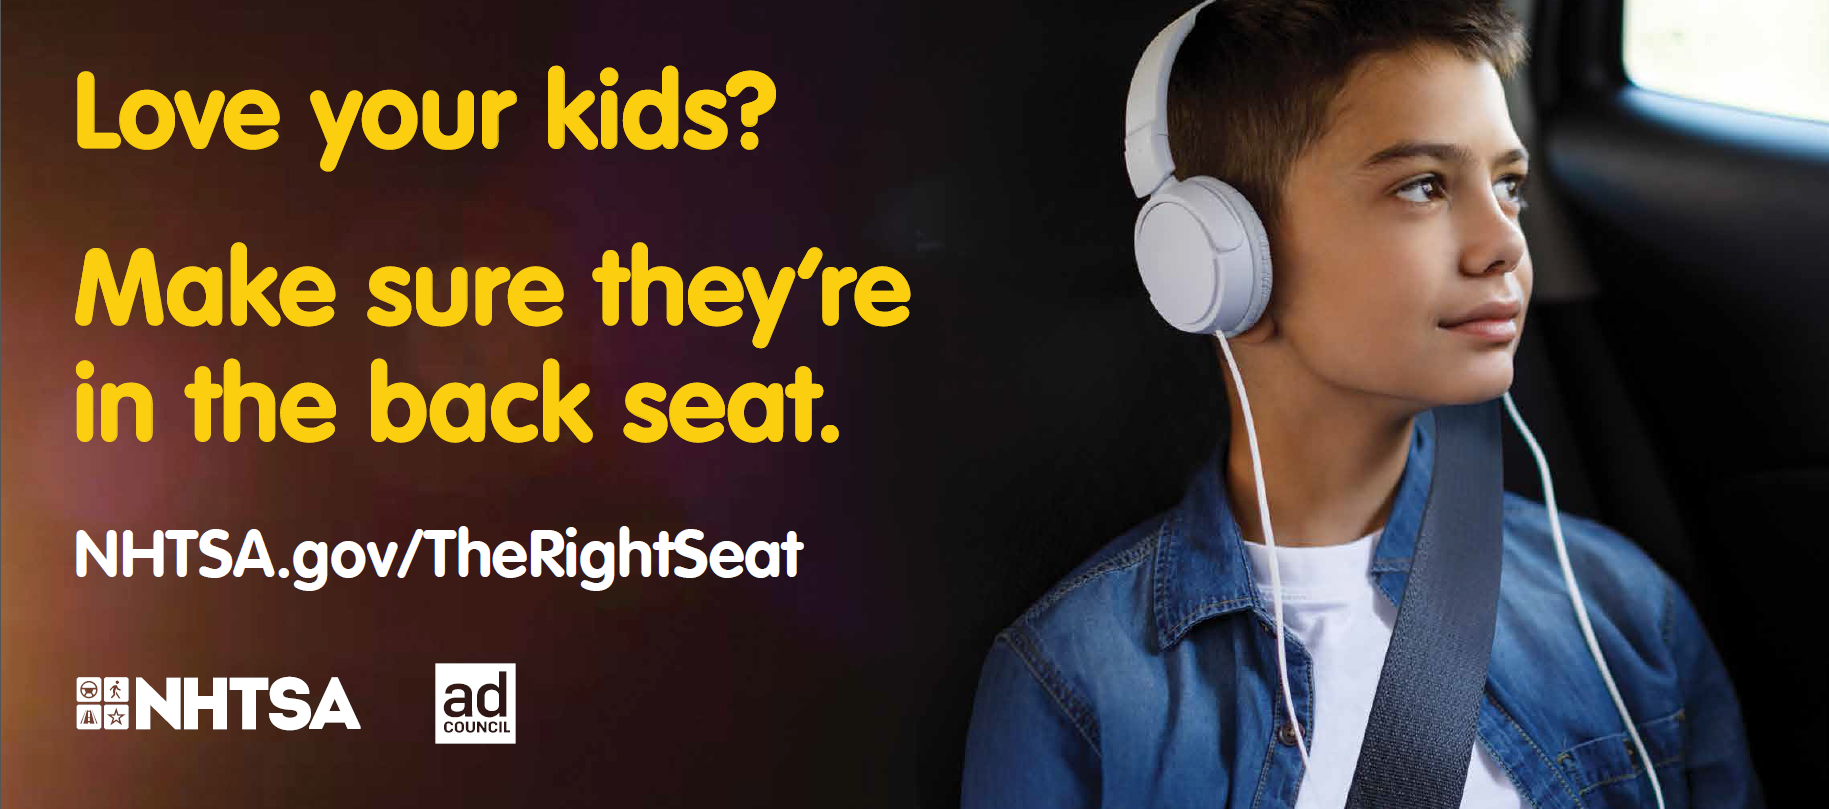 Love your kids?
Make sure they're
in the back seat.
NHTSA.gov/TheRightSeat
NHTSA
ad
COUNCIL